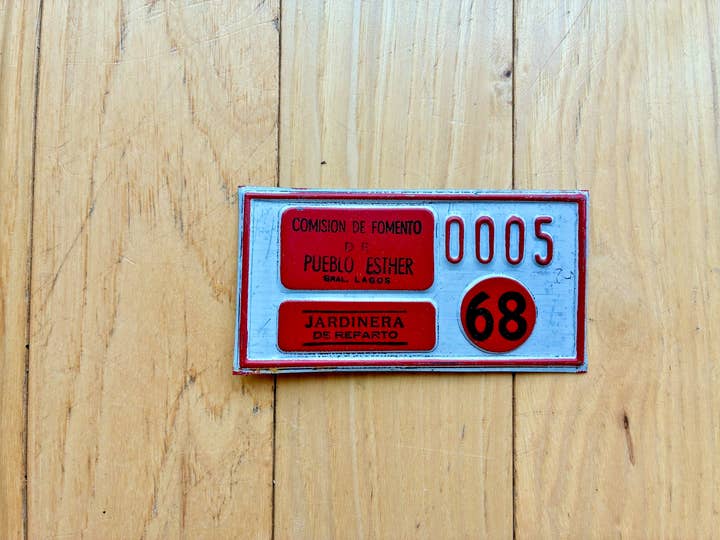 COMISION DE FOMENTO
DE
PUEBLO ESTHER
GRAL. LAGOS
0005
JARDINERA
DE REPARTO
68